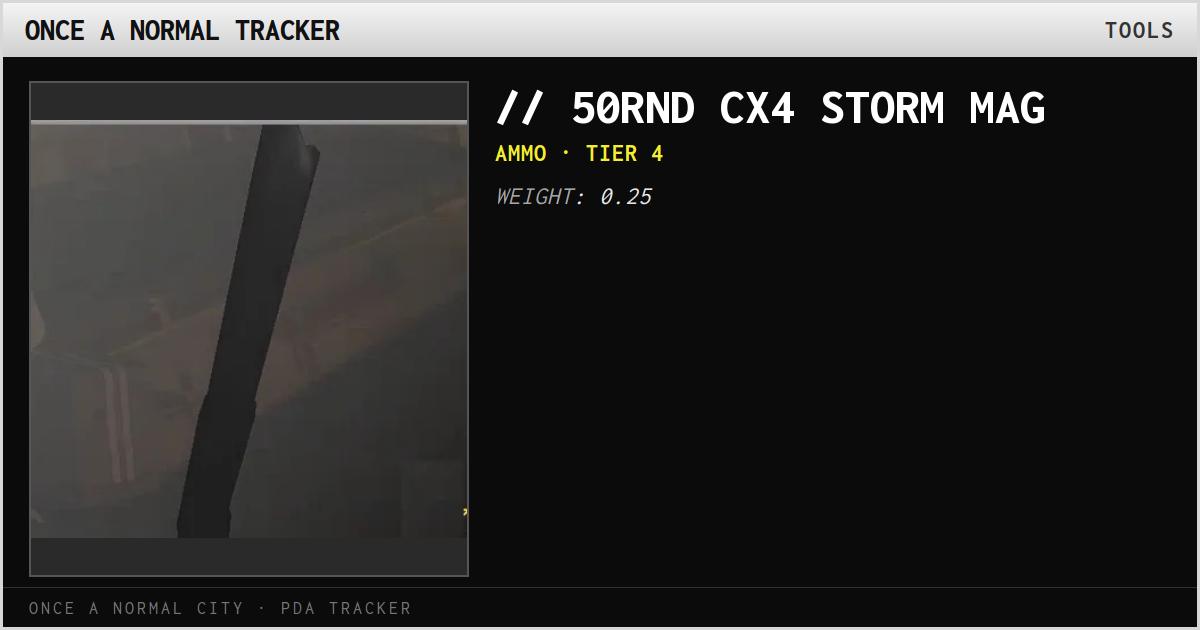 ONCE A NORMAL TRACKER
TOOLS
// 50RND CX4 STORM MAG
AMMO · TIER 4
WEIGHT: 0.25
ONCE A NORMAL CITY · PDA TRACKER